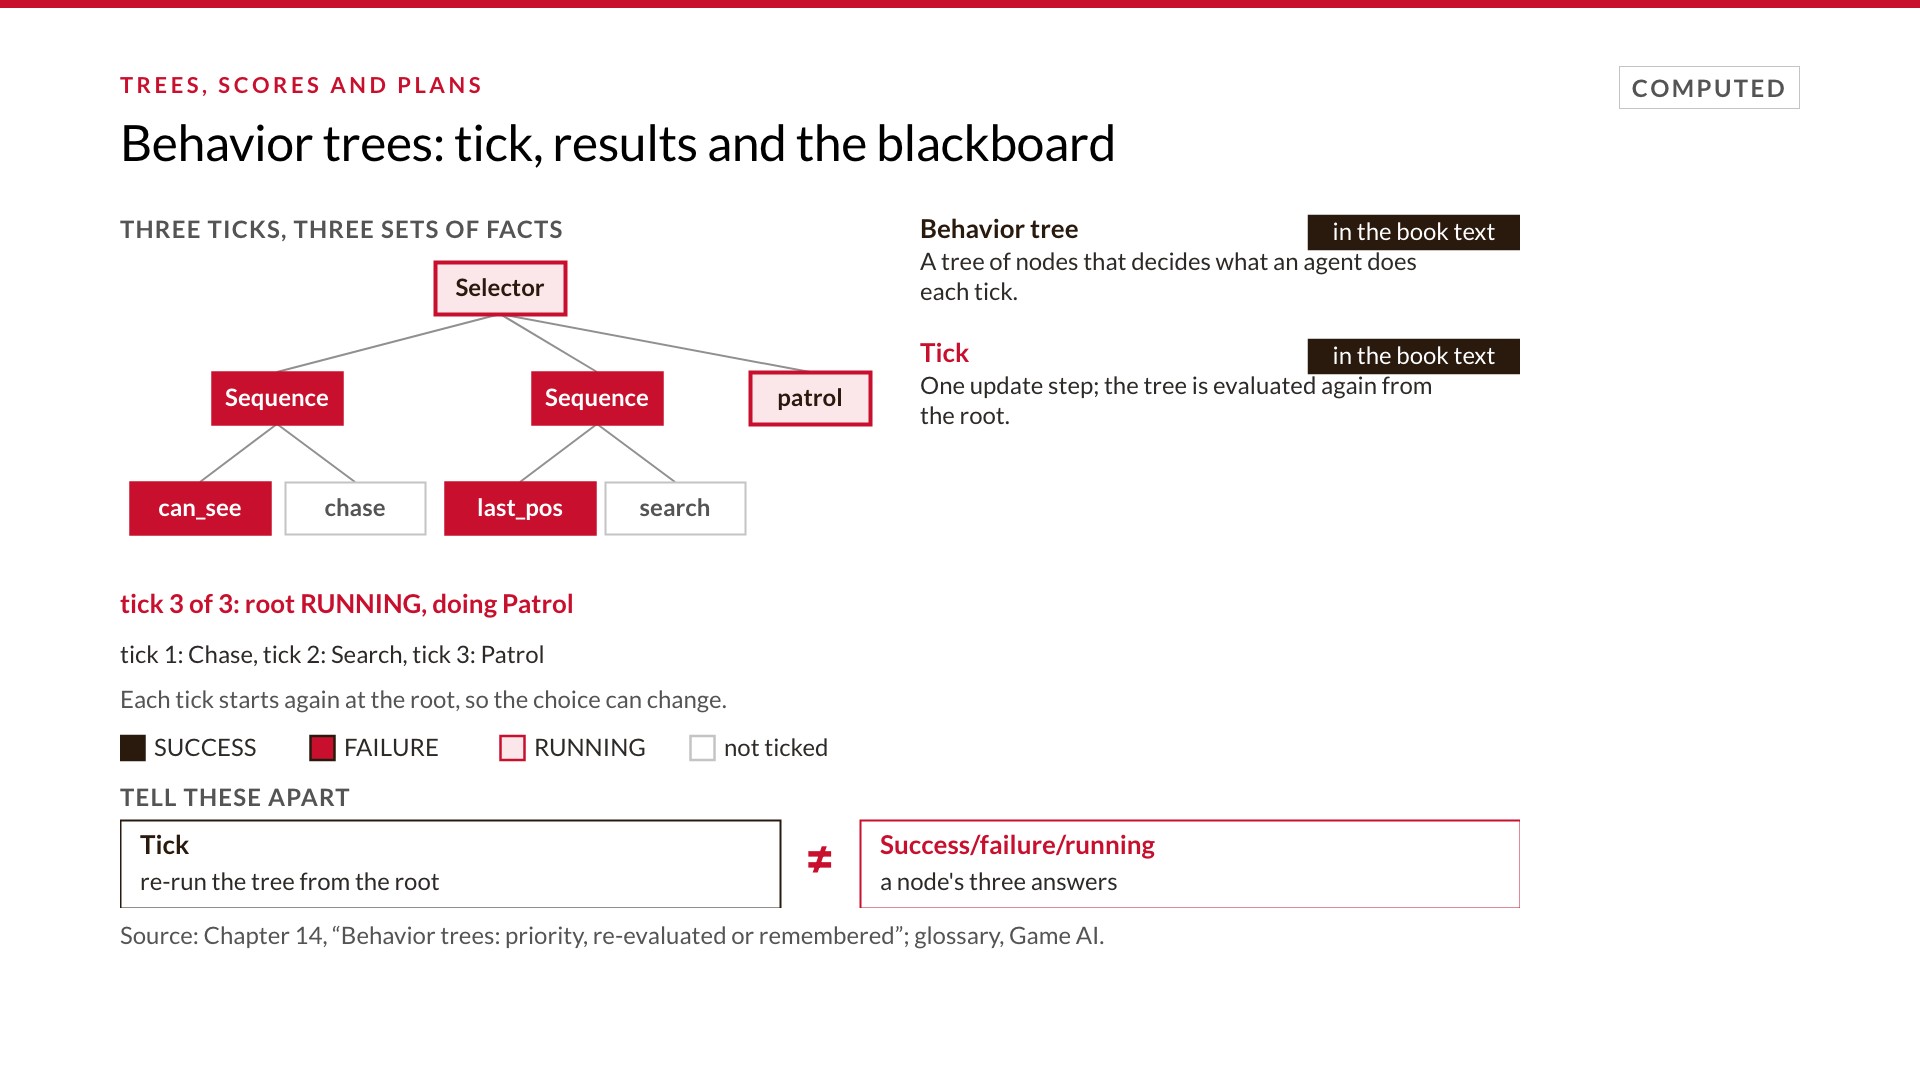 TREES, SCORES AND PLANS
COMPUTED
Behavior trees: tick, results and the blackboard
THREE TICKS, THREE SETS OF FACTS
Selector
Sequence
Sequence
patrol
can_see
chase
last_pos
search
tick 3 of 3: root RUNNING, doing Patrol
tick 1: Chase, tick 2: Search, tick 3: Patrol
Each tick starts again at the root, so the choice can change.
SUCCESS
FAILURE
RUNNING
not ticked
Behavior tree
in the book text
A tree of nodes that decides what an agent does
each tick.
Tick
in the book text
One update step; the tree is evaluated again from
the root.
TELL THESE APART
Tick
re-run the tree from the root
≠
Success/failure/running
a node's three answers
Source: Chapter 14, “Behavior trees: priority, re-evaluated or remembered”; glossary, Game AI.